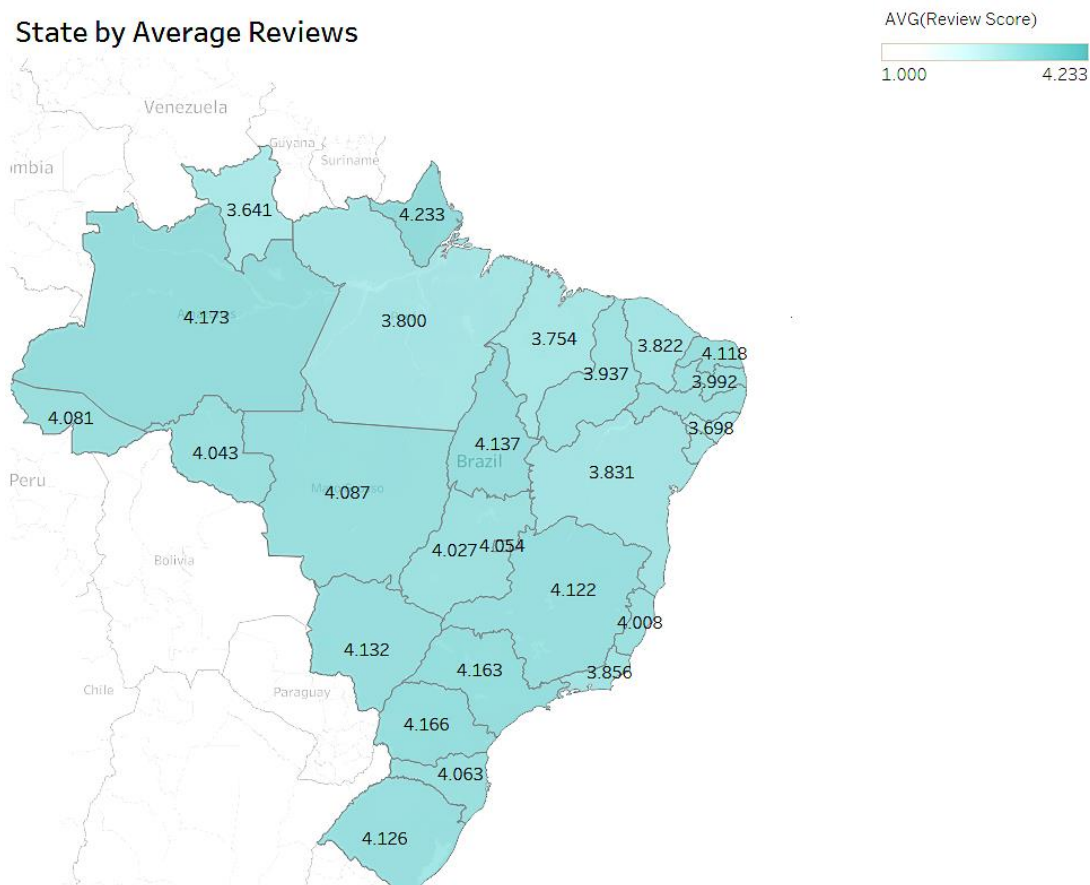 State by Average Reviews
AVG(Review Score)
1.000
4.233
Venezuela
Guyana
Suriname
mbia
3.641
4.233
4.173
3.800
3.754
3.822
4.118
3.937
3.992
4.081
3.698
4.043
4.137
Brazil
3.831
Peru
4.087
4.027
4.054
Bolivia
4.122
4.008
4.132
4.163
3.856
Chile
Paraguay
4.166
4.063
4.126